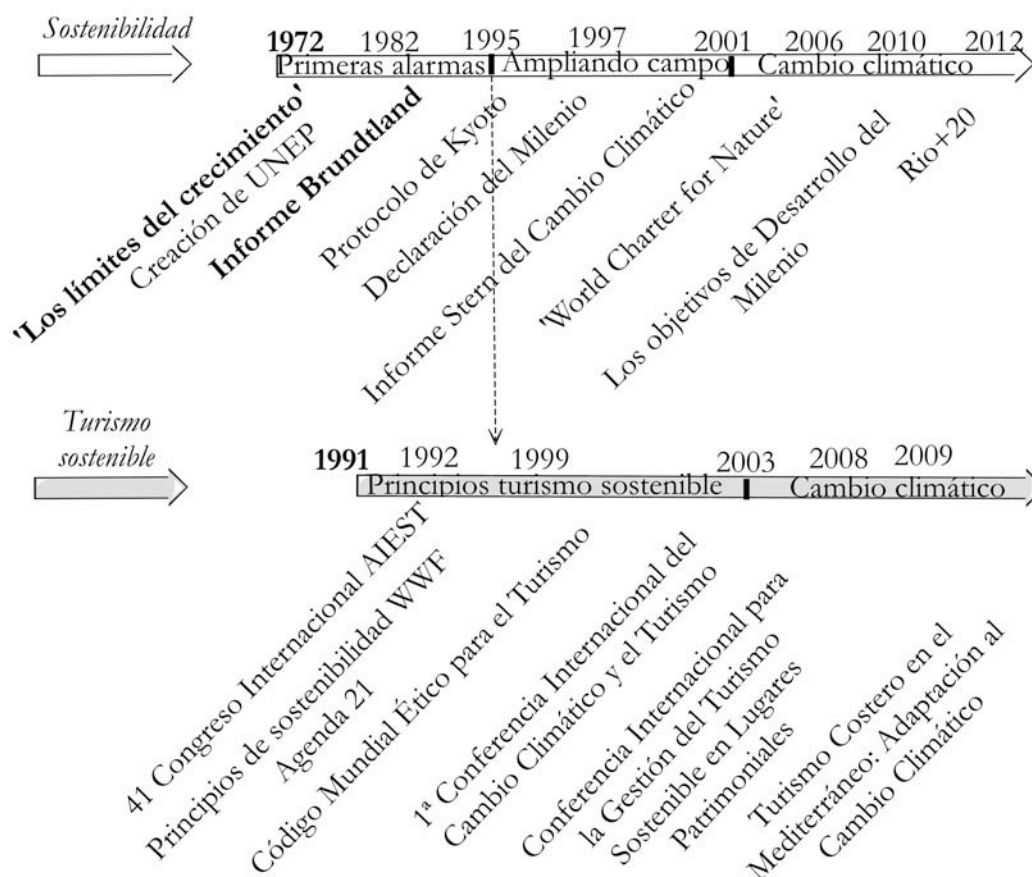 Sostenibilidad
1972 1982 1995 1997 2001 2006 2010 2012
Primeras alarmas Ampliando campo Cambio climático
'Los límites del crecimiento'
Creación de UNEP
Informe Brundtland
Protocolo de Kyoto
Declaración del Milenio
Informe Stern del Cambio Climático
'World Charter for Nature'
Los objetivos de Desarrollo del
Milenio
Rio+20
Turismo
sostenible
1991 1992 1999 2003 2008 2009
Principios turismo sostenible Cambio climático
41 Congreso Internacional AIEST
Principios de sostenibilidad WWF
Agenda 21
Código Mundial Ético para el Turismo
1ª Conferencia Internacional del
Cambio Climático y el Turismo
Conferencia Internacional para
la Gestión del Turismo
Sostenible en Lugares
Patrimoniales
Turismo Costero en el
Mediterráneo: Adaptación al
Cambio Climático